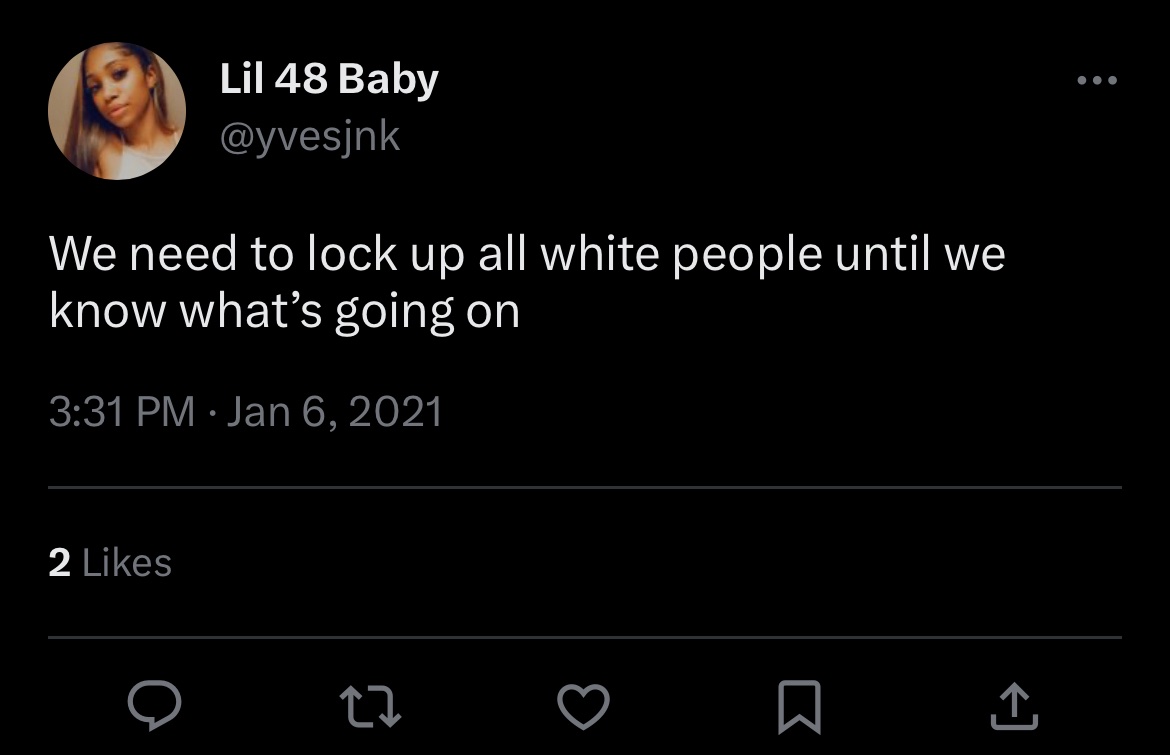 Lil 48 Baby
@yvesjnk
We need to lock up all white people until we
know what’s going on
3:31 PM · Jan 6, 2021
2 Likes